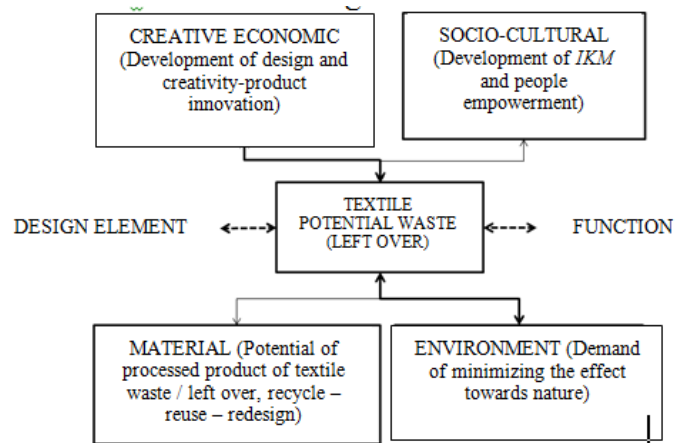 CREATIVE ECONOMIC
(Development of design and
creativity-product
innovation)
SOCIO-CULTURAL
(Development of IKM
and people
empowerment)
DESIGN ELEMENT
TEXTILE
POTENTIAL WASTE
(LEFT OVER)
FUNCTION
MATERIAL (Potential of
processed product of textile
waste / left over, recycle –
reuse – redesign)
ENVIRONMENT (Demand
of minimizing the effect
towards nature)